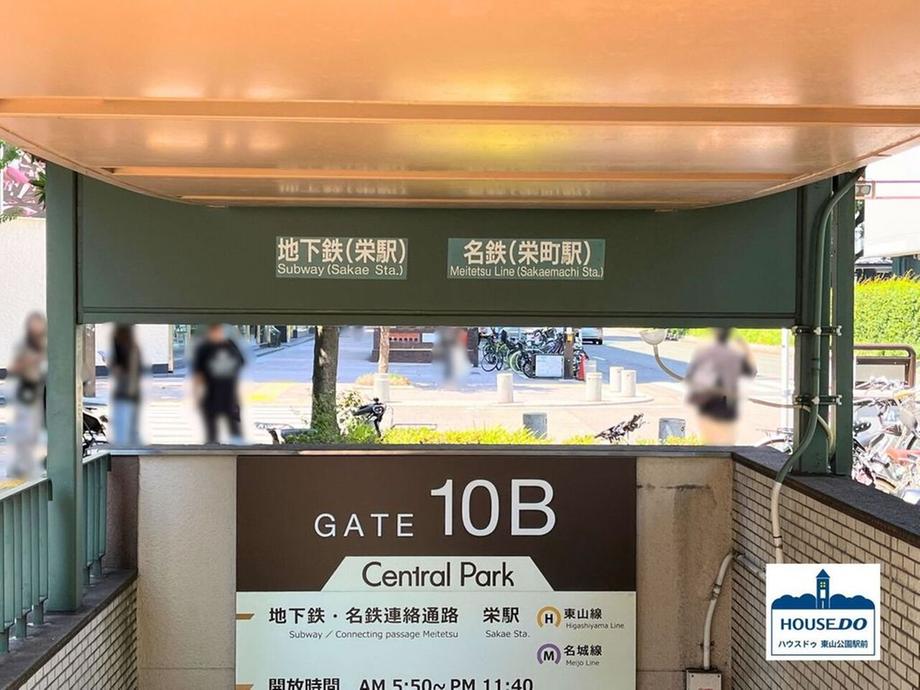 地下鉄(栄駅)
Subway (Sakae Sta.)
名鉄(栄町駅)
Meitetsu Line (Sakaemachi Sta.)
GATE 10B
Central Park
地下鉄・名鉄連絡通路 栄駅 H 東山線
Subway / Connecting passage Meitetsu Sakae Sta. Higashiyama Line
M 名城線
Meijo Line
開放時間 AM 5:50~PM 11:40
HOUSE DO
ハウスドゥ 東山公園駅前